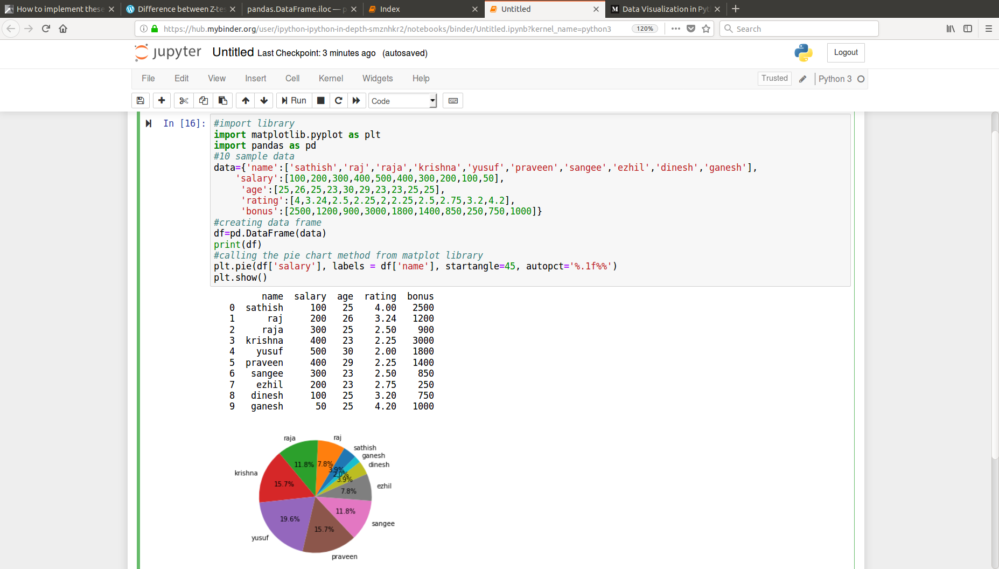 How to implement these
Difference between Z-tes
pandas.DataFrame.iloc — p
Index
Untitled
M Data Visualization in Pyt
https://hub.mybinder.org/user/ipython-ipython-in-depth-smznhkr2/notebooks/binder/Untitled.ipynb?kernel_name=python3
120%
Search
jupyter Untitled Last Checkpoint: 3 minutes ago (autosaved)
Logout
File Edit View Insert Cell Kernel Widgets Help
Trusted Python 3
Run Code
In [16]:
#import library
import matplotlib.pyplot as plt
import pandas as pd
#10 sample data
data={'name':['sathish','raj','raja','krishna','yusuf','praveen','sangee','ezhil','dinesh','ganesh'],
'salary':[100,200,300,400,500,400,300,200,100,50],
'age':[25,26,25,23,30,29,23,23,25,25],
'rating':[4,3.24,2.5,2.25,2,2.25,2.5,2.75,3.2,4.2],
'bonus':[2500,1200,900,3000,1800,1400,850,250,750,1000]}
#creating data frame
df=pd.DataFrame(data)
print(df)
#calling the pie chart method from matplot library
plt.pie(df['salary'], labels = df['name'], startangle=45, autopct='%.1f%%')
plt.show()
name salary age rating bonus
0 sathish 100 25 4.00 2500
1 raj 200 26 3.24 1200
2 raja 300 25 2.50 900
3 krishna 400 23 2.25 3000
4 yusuf 500 30 2.00 1800
5 praveen 400 29 2.25 1400
6 sangee 300 23 2.50 850
7 ezhil 200 23 2.75 250
8 dinesh 100 25 3.20 750
9 ganesh 50 25 4.20 1000
raja
raj
sathish
ganesh
dinesh
11.8%
7.8%
3.9%
2.0%
3.9%
krishna
15.7%
7.8%
ezhil
11.8%
19.6%
sangee
15.7%
yusuf
praveen